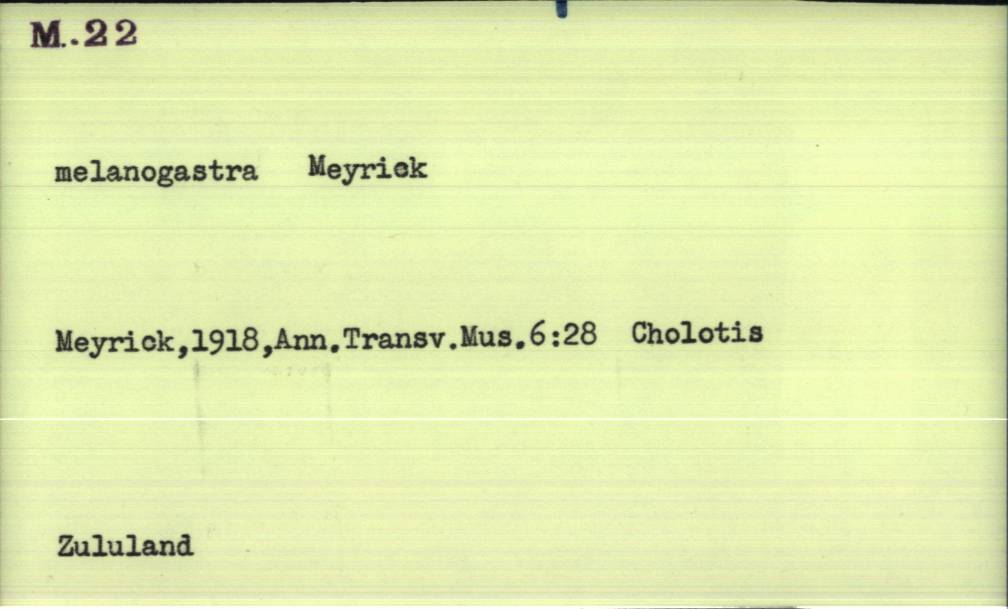 M..22
melanogastra Meyrick
Meyrick,1918,Ann.Transv.Mus.6:28 Cholotis
Zululand